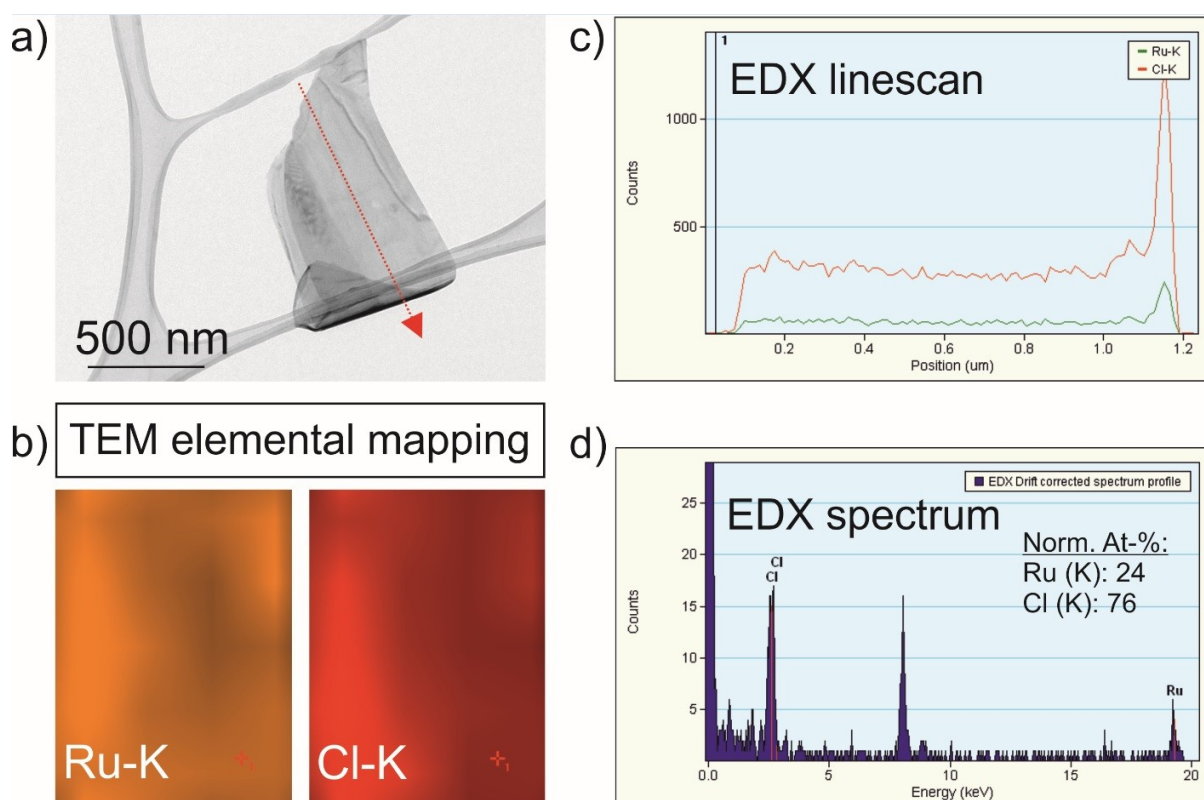 a)
500 nm
b)
TEM elemental mapping
Ru-K
1
Cl-K
1
c)
1
Ru-K
Cl-K
EDX linescan
1000
500
Counts
0.2 0.4 0.6 0.8 1.0 1.2
Position (um)
d)
EDX Drift corrected spectrum profile
EDX spectrum
Norm. At-%:
Ru (K): 24
Cl (K): 76
Cl
Cl
Ru
25
20
15
10
5
Counts
0.0 5 10 15 20
Energy (keV)